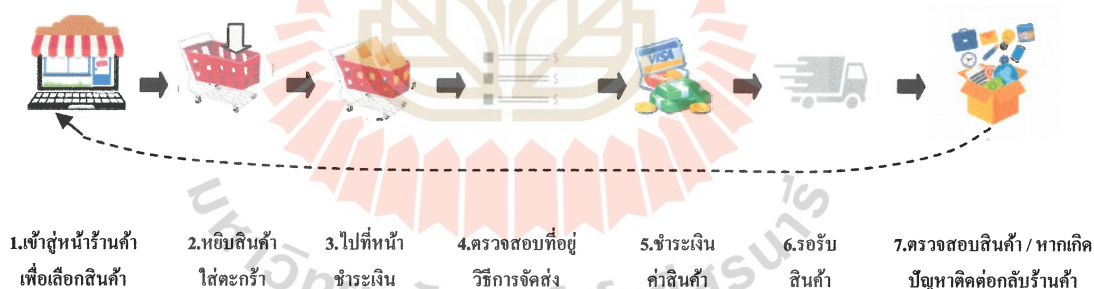 VISA
1.เข้าสู่หน้าร้านค้า
เพื่อเลือกสินค้า
2.หยิบสินค้า
ใส่ตะกร้า
3.ไปที่หน้า
ชำระเงิน
4.ตรวจสอบที่อยู่
วิธีการจัดส่ง
5.ชำระเงิน
ค่าสินค้า
6.รอรับ
สินค้า
7.ตรวจสอบสินค้า / หากเกิด
ปัญหาติดต่อกลับร้านค้า